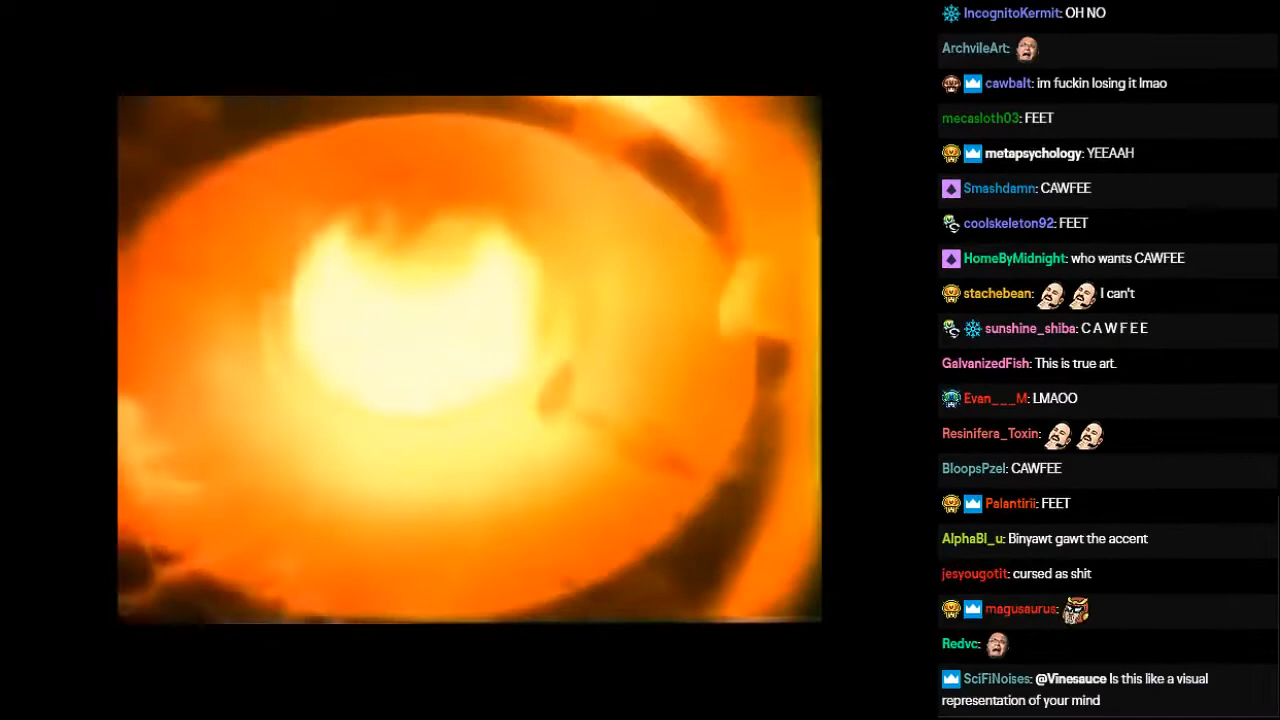 IncognitoKermit: OH NO
ArchvileArt:
cawbalt: im fuckin losing it lmao
mecasloth03: FEET
metapsychology: YEEAAH
Smashdamn: CAWFEE
coolskeleton92: FEET
HomeByMidnight: who wants CAWFEE
stachebean: I can't
sunshine_shiba: C A W F E E
GalvanizedFish: This is true art.
Evan___M: LMAOO
Resinifera_Toxin:
BloopsPzel: CAWFEE
Palantirii: FEET
AlphaBl_u: Binyawt gawt the accent
jesyougotit: cursed as shit
magusaurus:
Redvc:
SciFiNoises: @Vinesauce Is this like a visual
representation of your mind